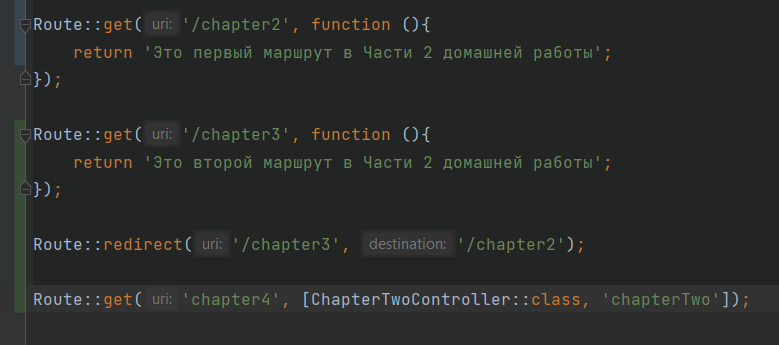 Route::get( uri: '/chapter2', function (){
return 'Это первый маршрут в Части 2 домашней работы';
});
Route::get( uri: '/chapter3', function (){
return 'Это второй маршрут в Части 2 домашней работы';
});
Route::redirect( uri: '/chapter3', destination: '/chapter2');
Route::get( uri: 'chapter4', [ChapterTwoController::class, 'chapterTwo']);